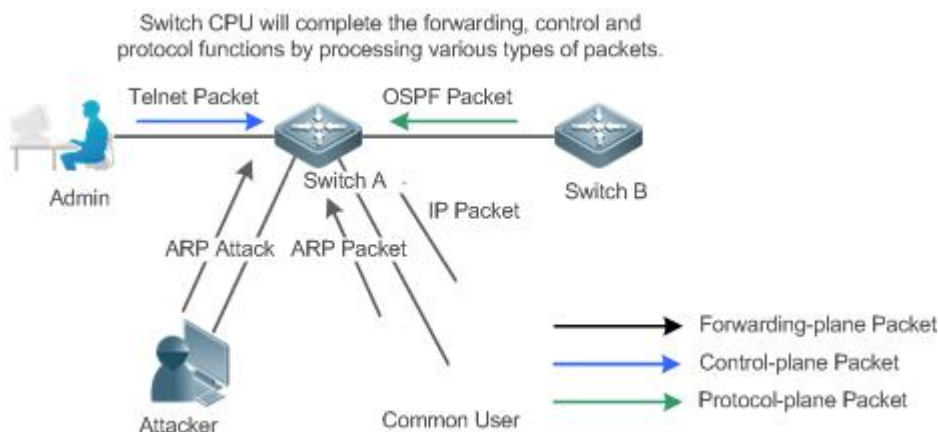 Switch CPU will complete the forwarding, control and
protocol functions by processing various types of packets.
Telnet Packet
OSPF Packet
Admin
Switch A
Switch B
IP Packet
ARP Attack
ARP Packet
Forwarding-plane Packet
Control-plane Packet
Protocol-plane Packet
Attacker
Common User